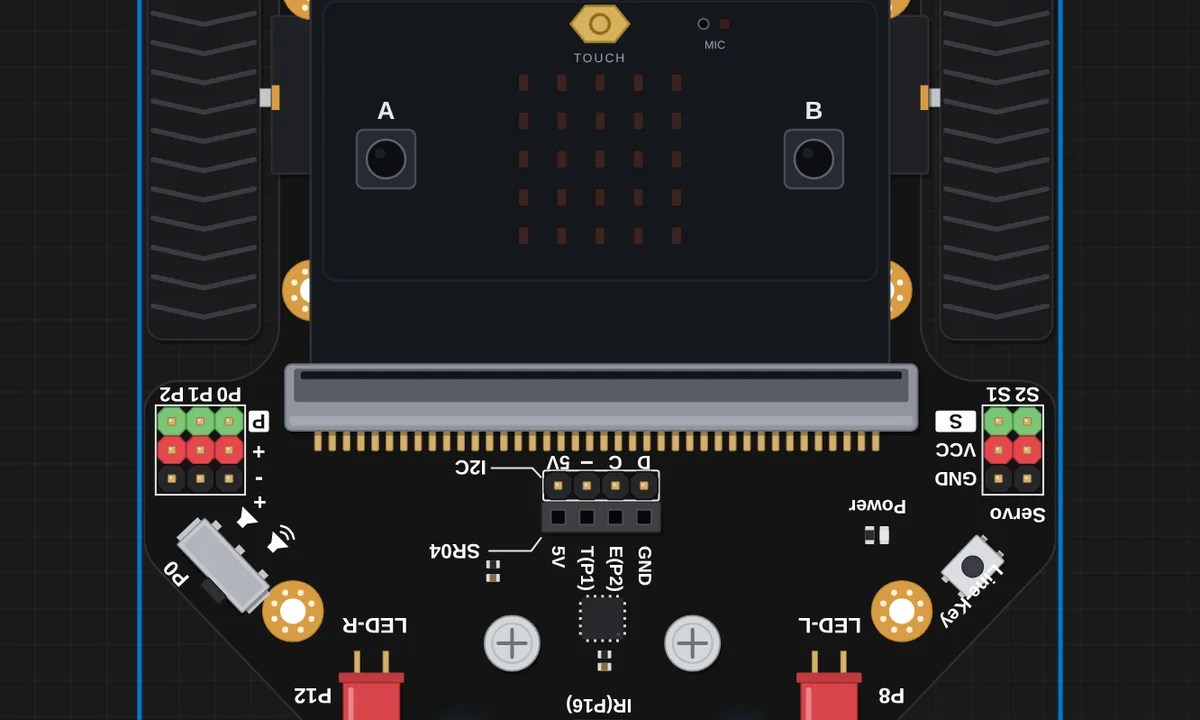 TOUCH
MIC
A
B
P0 P1 P2
P
+
-
+
S2 S1
S
VCC
GND
Servo
I2C
D C – 5V
Power
SR04
5V
T(P1)
E(P2)
GND
P0
Line-Key
LED-R
LED-L
P12
P8
IR(P16)